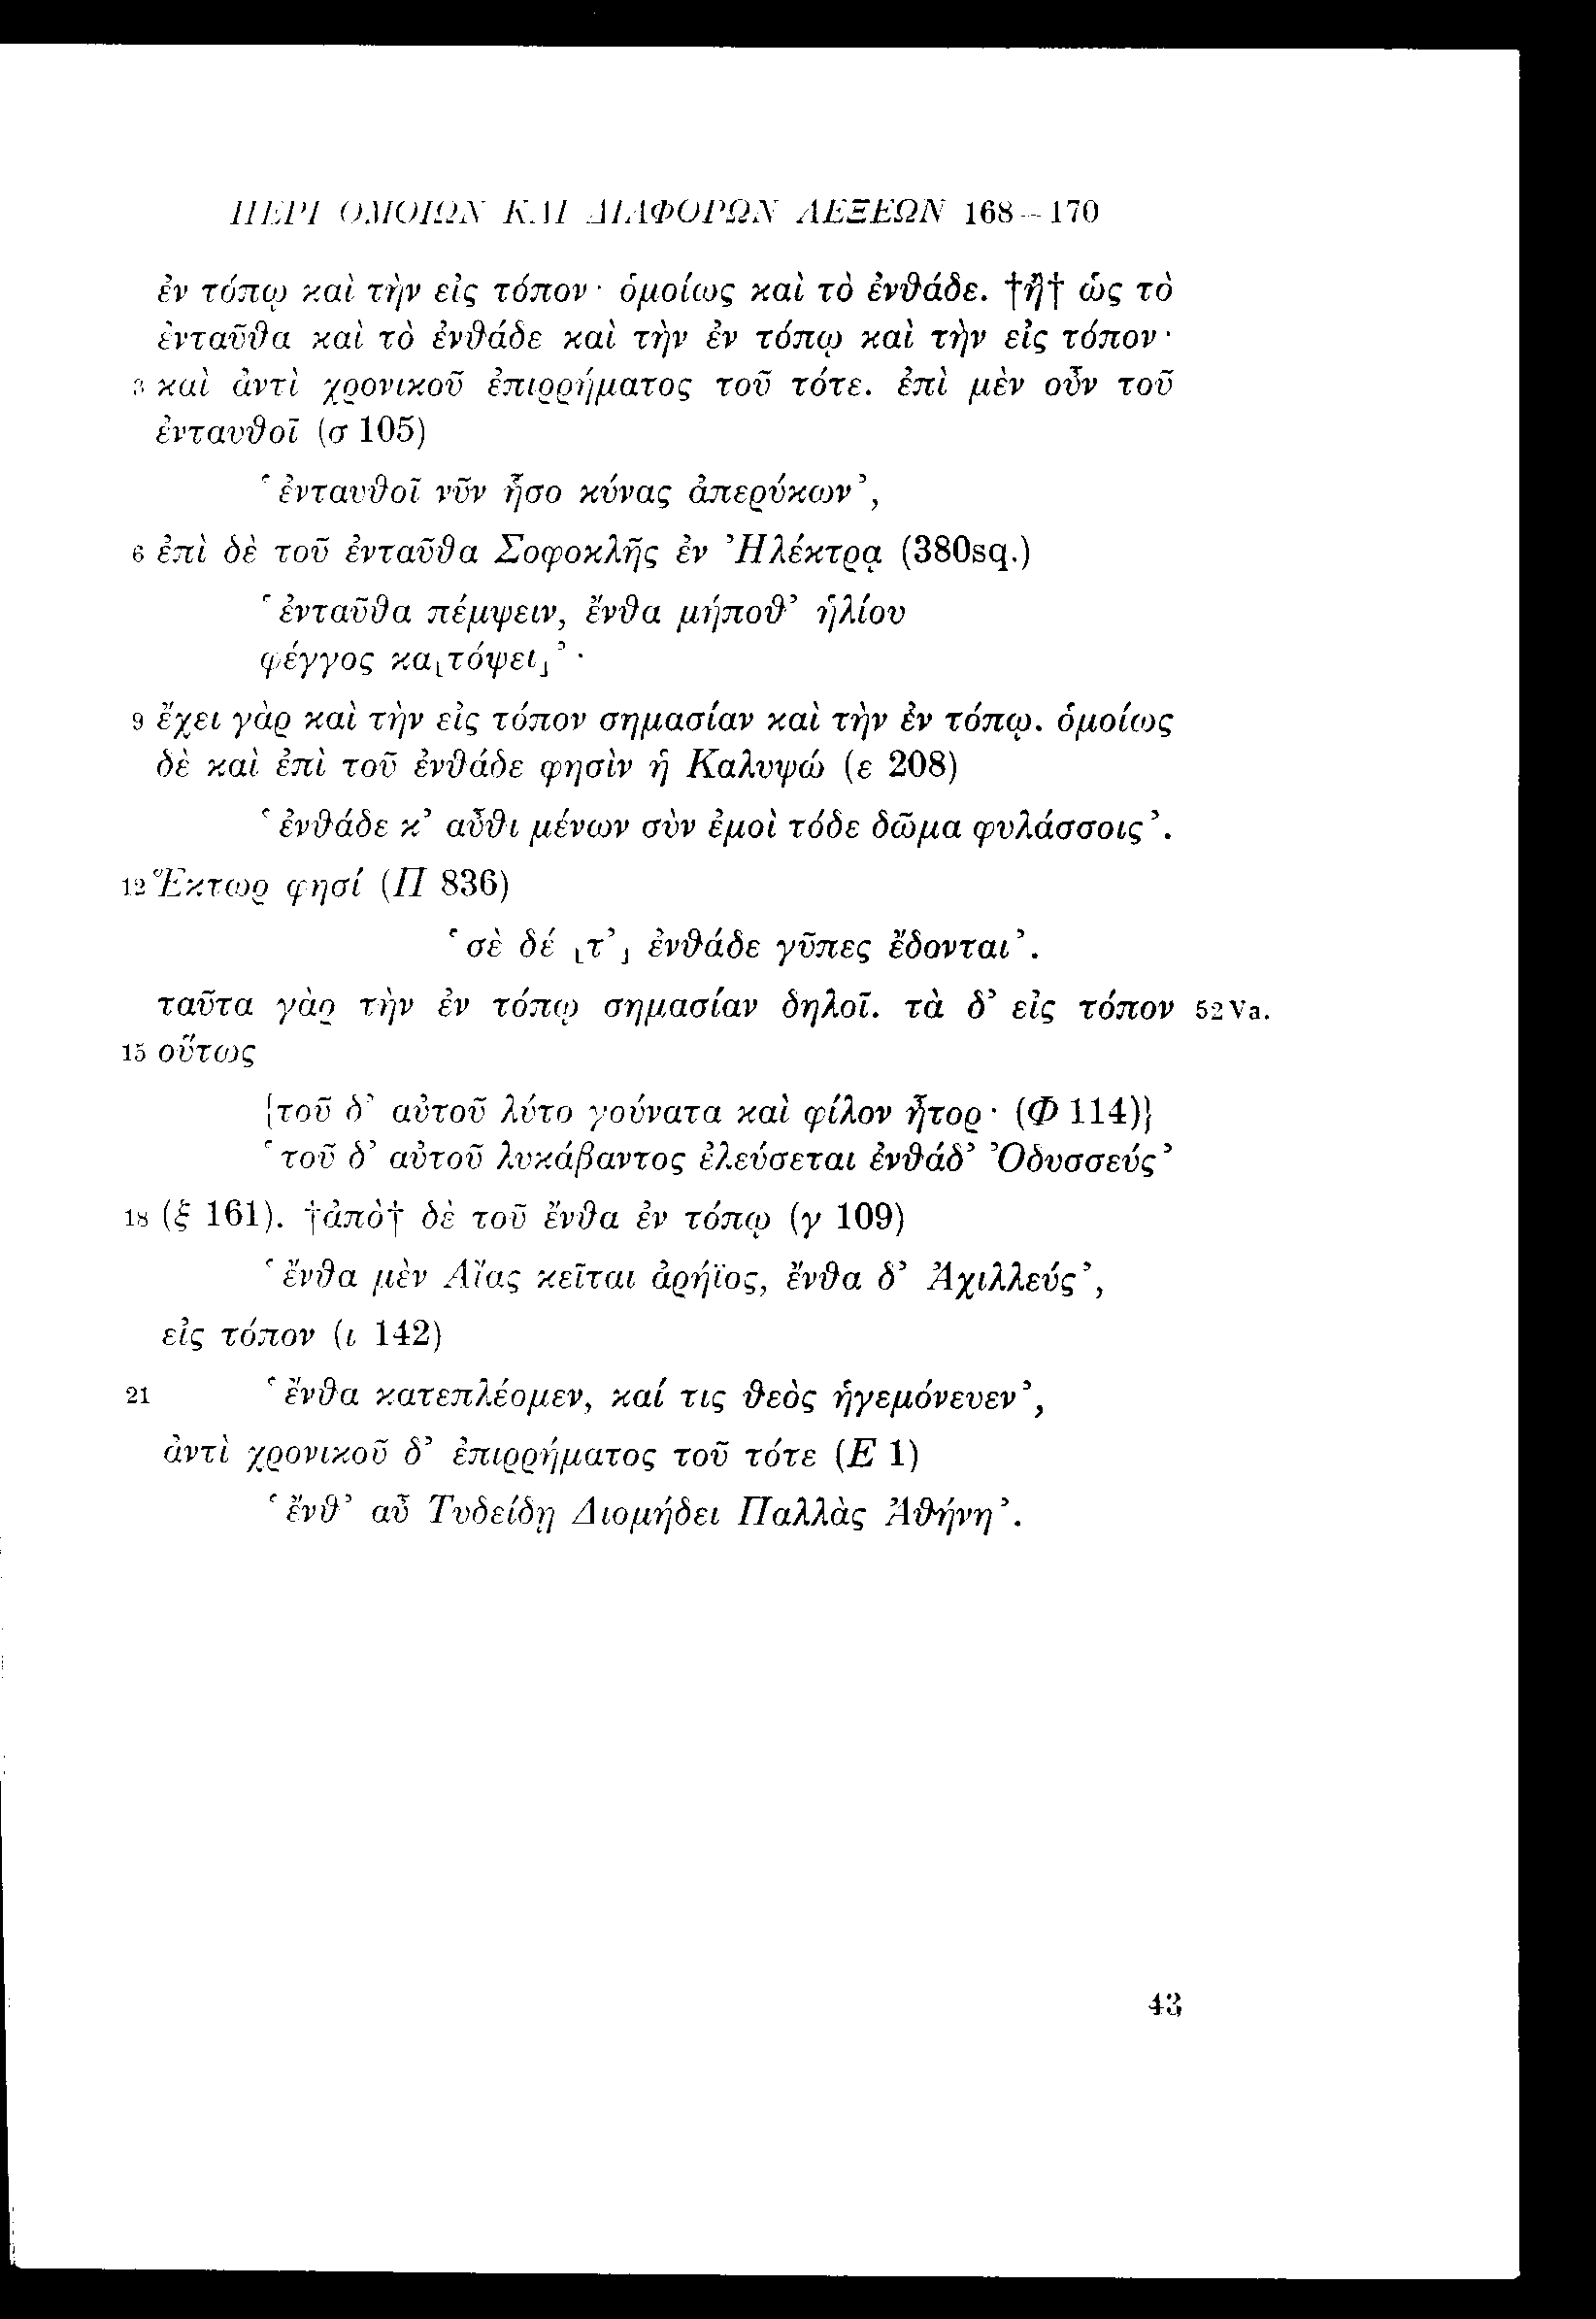 ΠΕΡΙ ΟΜΟΙΩΝ ΚΑΙ ΔΙΑΦΟΡΩΝ ΛΕΞΕΩΝ 168 – 170
ἐν τόπῳ καὶ τὴν εἰς τόπον· ὁμοίως καὶ τὸ ἐνθάδε. †ἢ† ὡς τὸ
ἐνταῦθα καὶ τὸ ἐνθάδε καὶ τὴν ἐν τόπῳ καὶ τὴν εἰς τόπον·
3 καὶ ἀντὶ χρονικοῦ ἐπιρρήματος τοῦ τότε. ἐπὶ μὲν οὖν τοῦ
ἐνταυθοῖ (σ 105)
‘ἐνταυθοῖ νῦν ἧσο κύνας ἀπερύκων’,
6 ἐπὶ δὲ τοῦ ἐνταῦθα Σοφοκλῆς ἐν Ἠλέκτρᾳ (380sq.)
‘ἐνταῦθα πέμψειν, ἔνθα μήποθ’ ἡλίου
φέγγος κα⌊τόψει⌋’·
9 ἔχει γὰρ καὶ τὴν εἰς τόπον σημασίαν καὶ τὴν ἐν τόπῳ. ὁμοίως
δὲ καὶ ἐπὶ τοῦ ἐνθάδε φησὶν ἡ Καλυψώ (ε 208)
‘ἐνθάδε κ’ αὖθι μένων σὺν ἐμοὶ τόδε δῶμα φυλάσσοις’.
12 Ἕκτωρ φησί (Π 836)
‘σὲ δέ ⌊τ’⌋ ἐνθάδε γῦπες ἔδονται’.
ταῦτα γὰρ τὴν ἐν τόπῳ σημασίαν δηλοῖ. τὰ δ’ εἰς τόπον 52 Va.
15 οὕτως
{τοῦ δ’ αὐτοῦ λύτο γούνατα καὶ φίλον ἦτορ· (Φ 114)}
‘τοῦ δ’ αὐτοῦ λυκάβαντος ἐλεύσεται ἐνθάδ’ Ὀδυσσεύς’
18 (ξ 161). †ἀπὸ† δὲ τοῦ ἔνθα ἐν τόπῳ (γ 109)
‘ἔνθα μὲν Αἴας κεῖται ἀρήϊος, ἔνθα δ’ Ἀχιλλεύς’,
εἰς τόπον (ι 142)
21 ‘ἔνθα κατεπλέομεν, καί τις θεὸς ἡγεμόνευεν’,
ἀντὶ χρονικοῦ δ’ ἐπιρρήματος τοῦ τότε (Ε 1)
‘ἔνθ’ αὖ Τυδείδῃ Διομήδει Παλλὰς Ἀθήνη’.
43